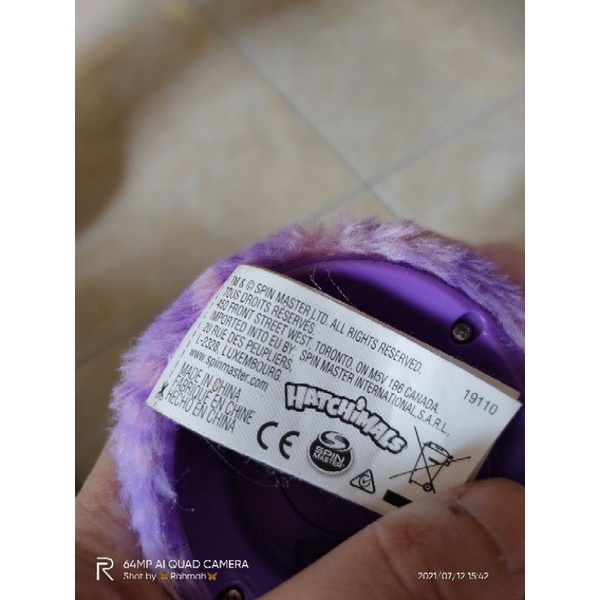 TM & © SPIN MASTER LTD. ALL RIGHTS RESERVED.
TOUS DROITS RÉSERVÉS.
450 FRONT STREET WEST, TORONTO, ON M5V 1B6 CANADA.
IMPORTED INTO EU BY SPIN MASTER INTERNATIONAL, S.A.R.L.,
20 RUE DES PEUPLIERS,
L-2328, LUXEMBOURG.
www.spinmaster.com
19110
MADE IN CHINA
FABRIQUÉ EN CHINE
HECHO EN CHINA
HATCHiMALS
CE
SPIN
MASTER
R
64MP AI QUAD CAMERA
Shot by 🦋Rahmah🦋
2021/07/12 15:42